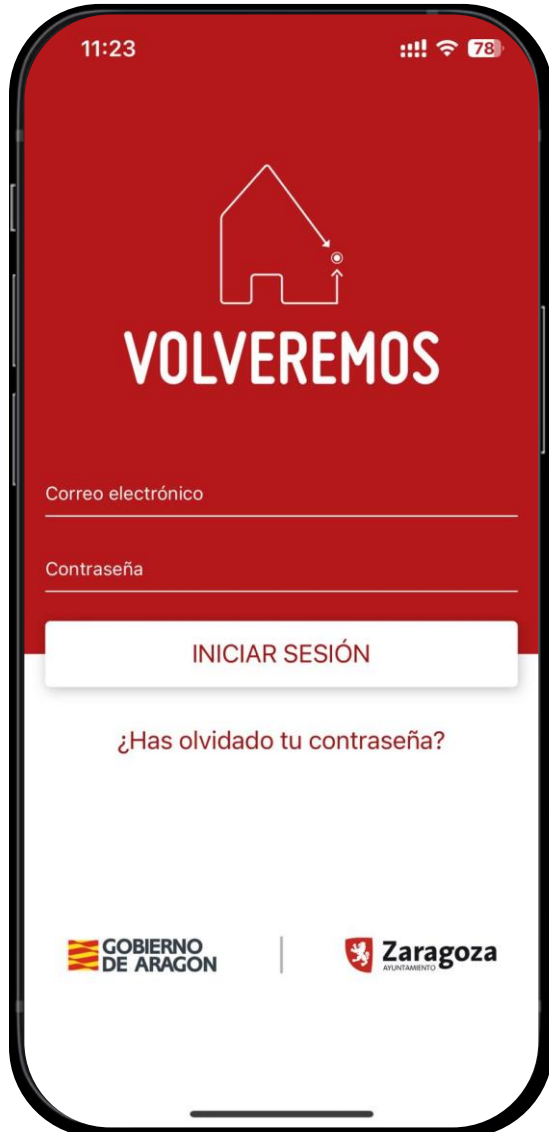 11:23
78
VOLVEREMOS
Correo electrónico
Contraseña
INICIAR SESIÓN
¿Has olvidado tu contraseña?
GOBIERNO
DE ARAGON
Zaragoza
AYUNTAMIENTO